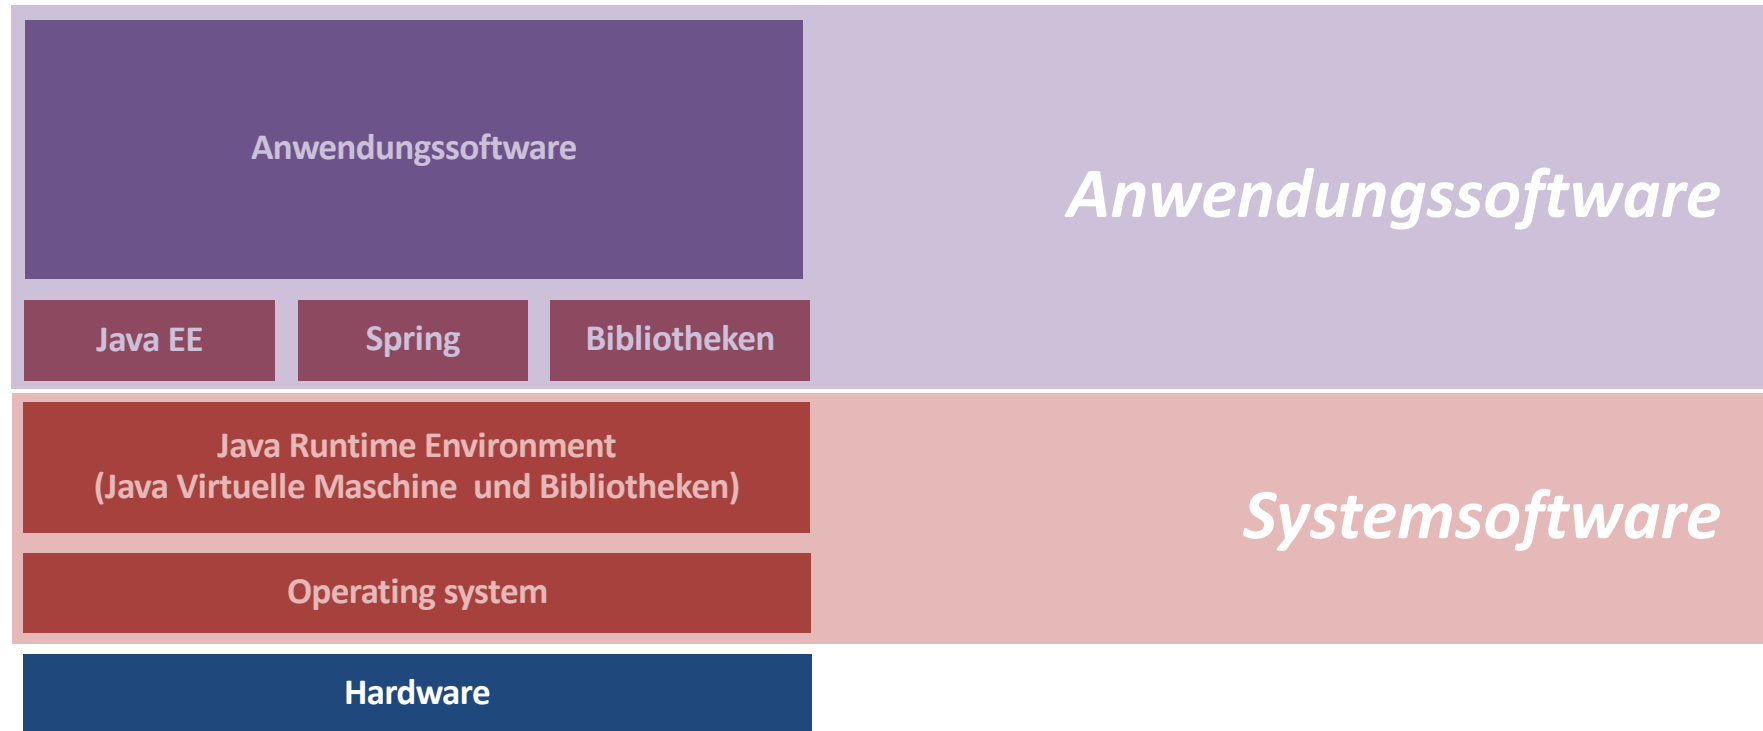 Anwendungssoftware
Anwendungssoftware
Java EE
Spring
Bibliotheken
Java Runtime Environment
(Java Virtuelle Maschine  und Bibliotheken)
Systemsoftware
Operating system
Hardware